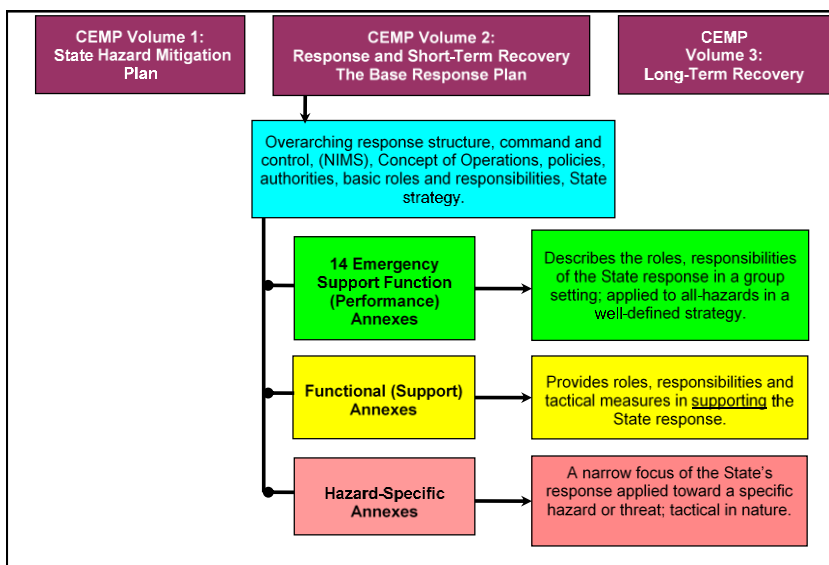 CEMP Volume 1:
State Hazard Mitigation
Plan
CEMP Volume 2:
Response and Short-Term Recovery
The Base Response Plan
CEMP
Volume 3:
Long-Term Recovery
Overarching response structure, command and
control, (NIMS), Concept of Operations, policies,
authorities, basic roles and responsibilities, State
strategy.
14 Emergency
Support Function
(Performance)
Annexes
Describes the roles, responsibilities
of the State response in a group
setting; applied to all-hazards in a
well-defined strategy.
Functional (Support)
Annexes
Provides roles, responsibilities and
tactical measures in supporting the
State response.
Hazard-Specific
Annexes
A narrow focus of the State's
response applied toward a specific
hazard or threat; tactical in nature.